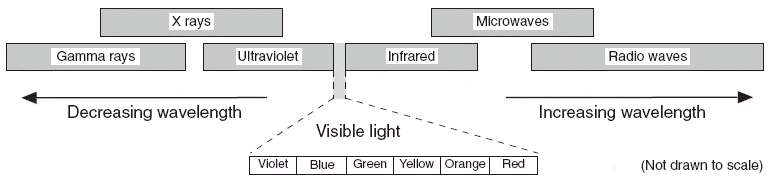 X rays
Microwaves
Gamma rays
Ultraviolet
Infrared
Radio waves
Decreasing wavelength
Increasing wavelength
Visible light
Violet
Blue
Green
Yellow
Orange
Red
(Not drawn to scale)